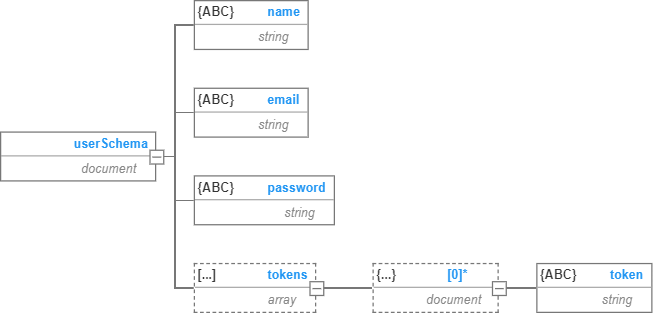 {ABC} name
string
{ABC} email
string
userSchema
document
{ABC} password
string
[...] tokens
array
{...} [0]*
document
{ABC} token
string